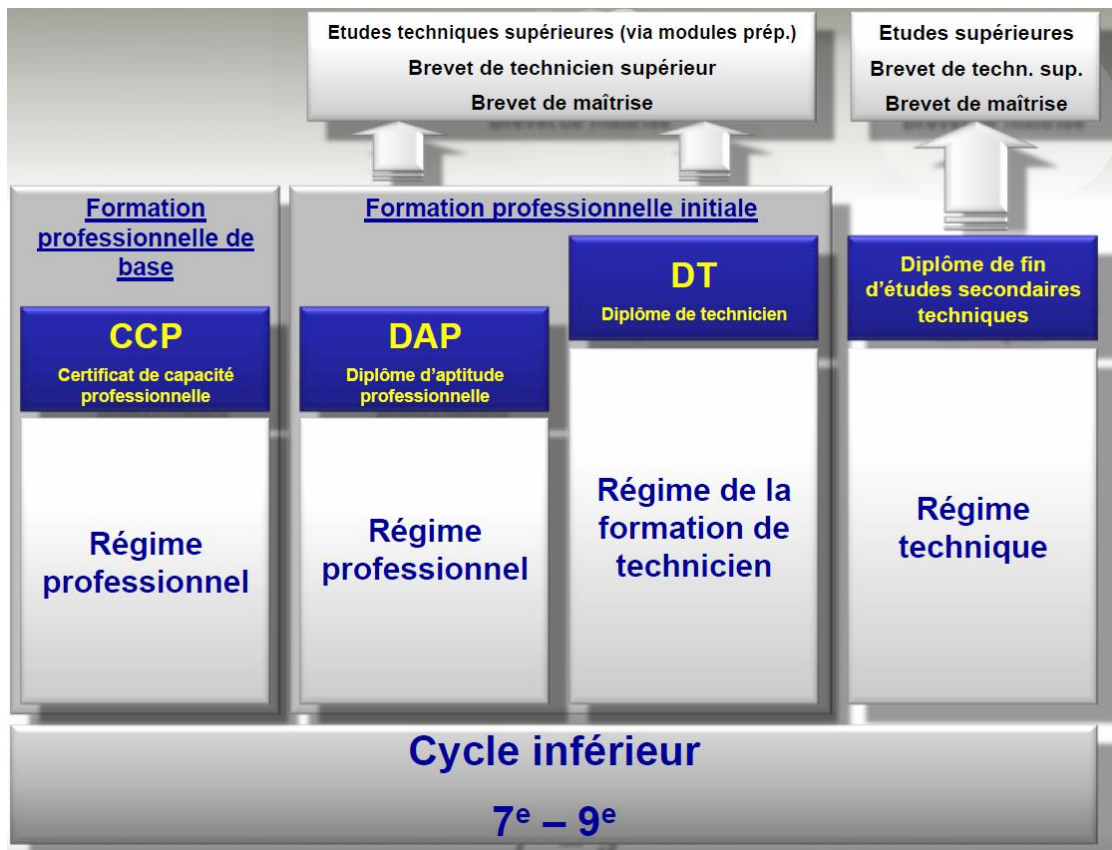 Etudes techniques supérieures (via modules prép.)
Brevet de technicien supérieur
Brevet de maîtrise
Etudes supérieures
Brevet de techn. sup.
Brevet de maîtrise
Formation
professionnelle de
base
CCP
Certificat de capacité
professionnelle
Régime
professionnel
Formation professionnelle initiale
DAP
Diplôme d'aptitude
professionnelle
Régime
professionnel
DT
Diplôme de technicien
Régime de la
formation de
technicien
Diplôme de fin
d'études secondaires
techniques
Régime
technique
Cycle inférieur
7e – 9e